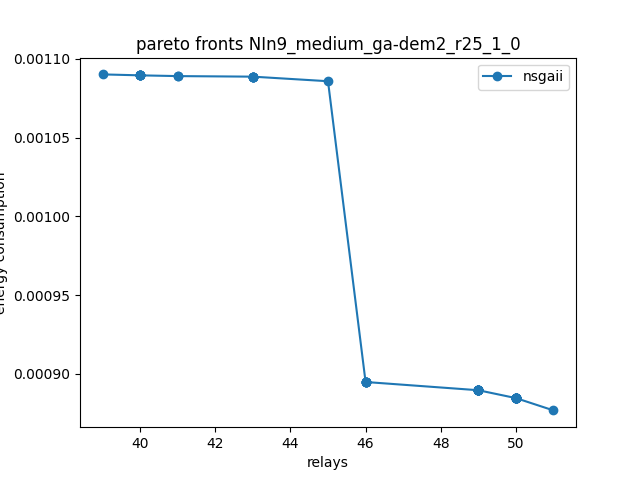 pareto fronts NIn9_medium_ga-dem2_r25_1_0
nsgaii
0.00110
0.00105
0.00100
0.00095
0.00090
energy consumption
40 42 44 46 48 50
relays